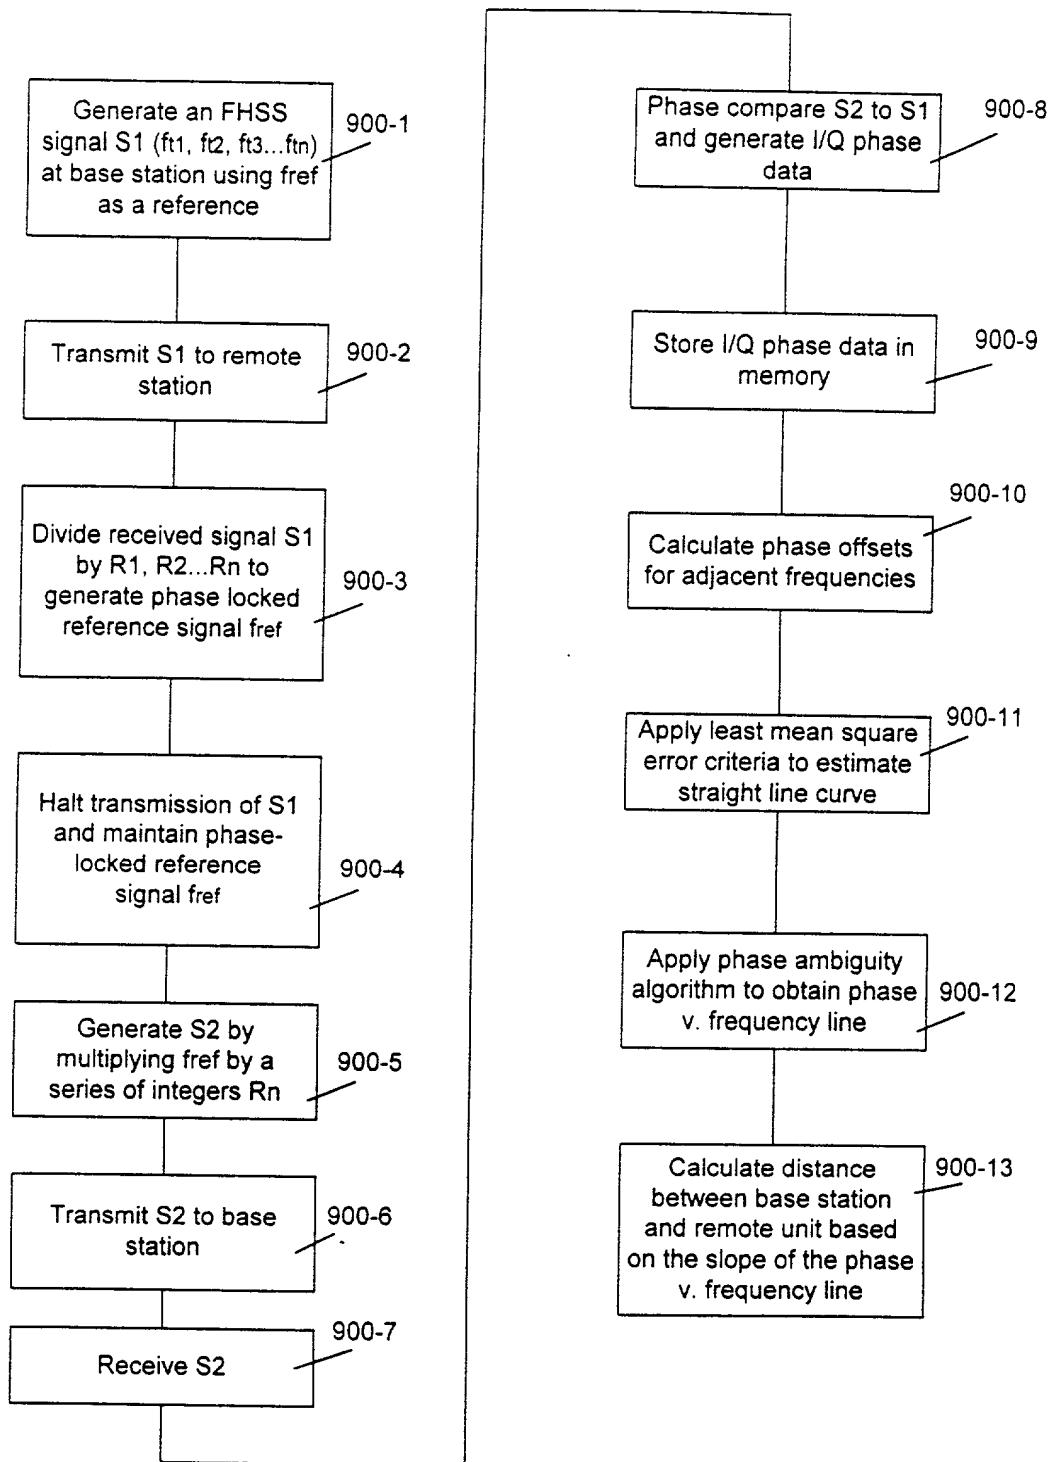 Generate an FHSS
signal S1 (ft1, ft2, ft3...ftn)
at base station using fref
as a reference
900-1
Transmit S1 to remote
station
900-2
Divide received signal S1
by R1, R2...Rn to
generate phase locked
reference signal fref
900-3
Halt transmission of S1
and maintain phase-
locked reference
signal fref
900-4
Generate S2 by
multiplying fref by a
series of integers Rn
900-5
Transmit S2 to base
station
900-6
Receive S2
900-7
Phase compare S2 to S1
and generate I/Q phase
data
900-8
Store I/Q phase data in
memory
900-9
Calculate phase offsets
for adjacent frequencies
900-10
Apply least mean square
error criteria to estimate
straight line curve
900-11
Apply phase ambiguity
algorithm to obtain phase
v. frequency line
900-12
Calculate distance
between base station
and remote unit based
on the slope of the phase
v. frequency line
900-13